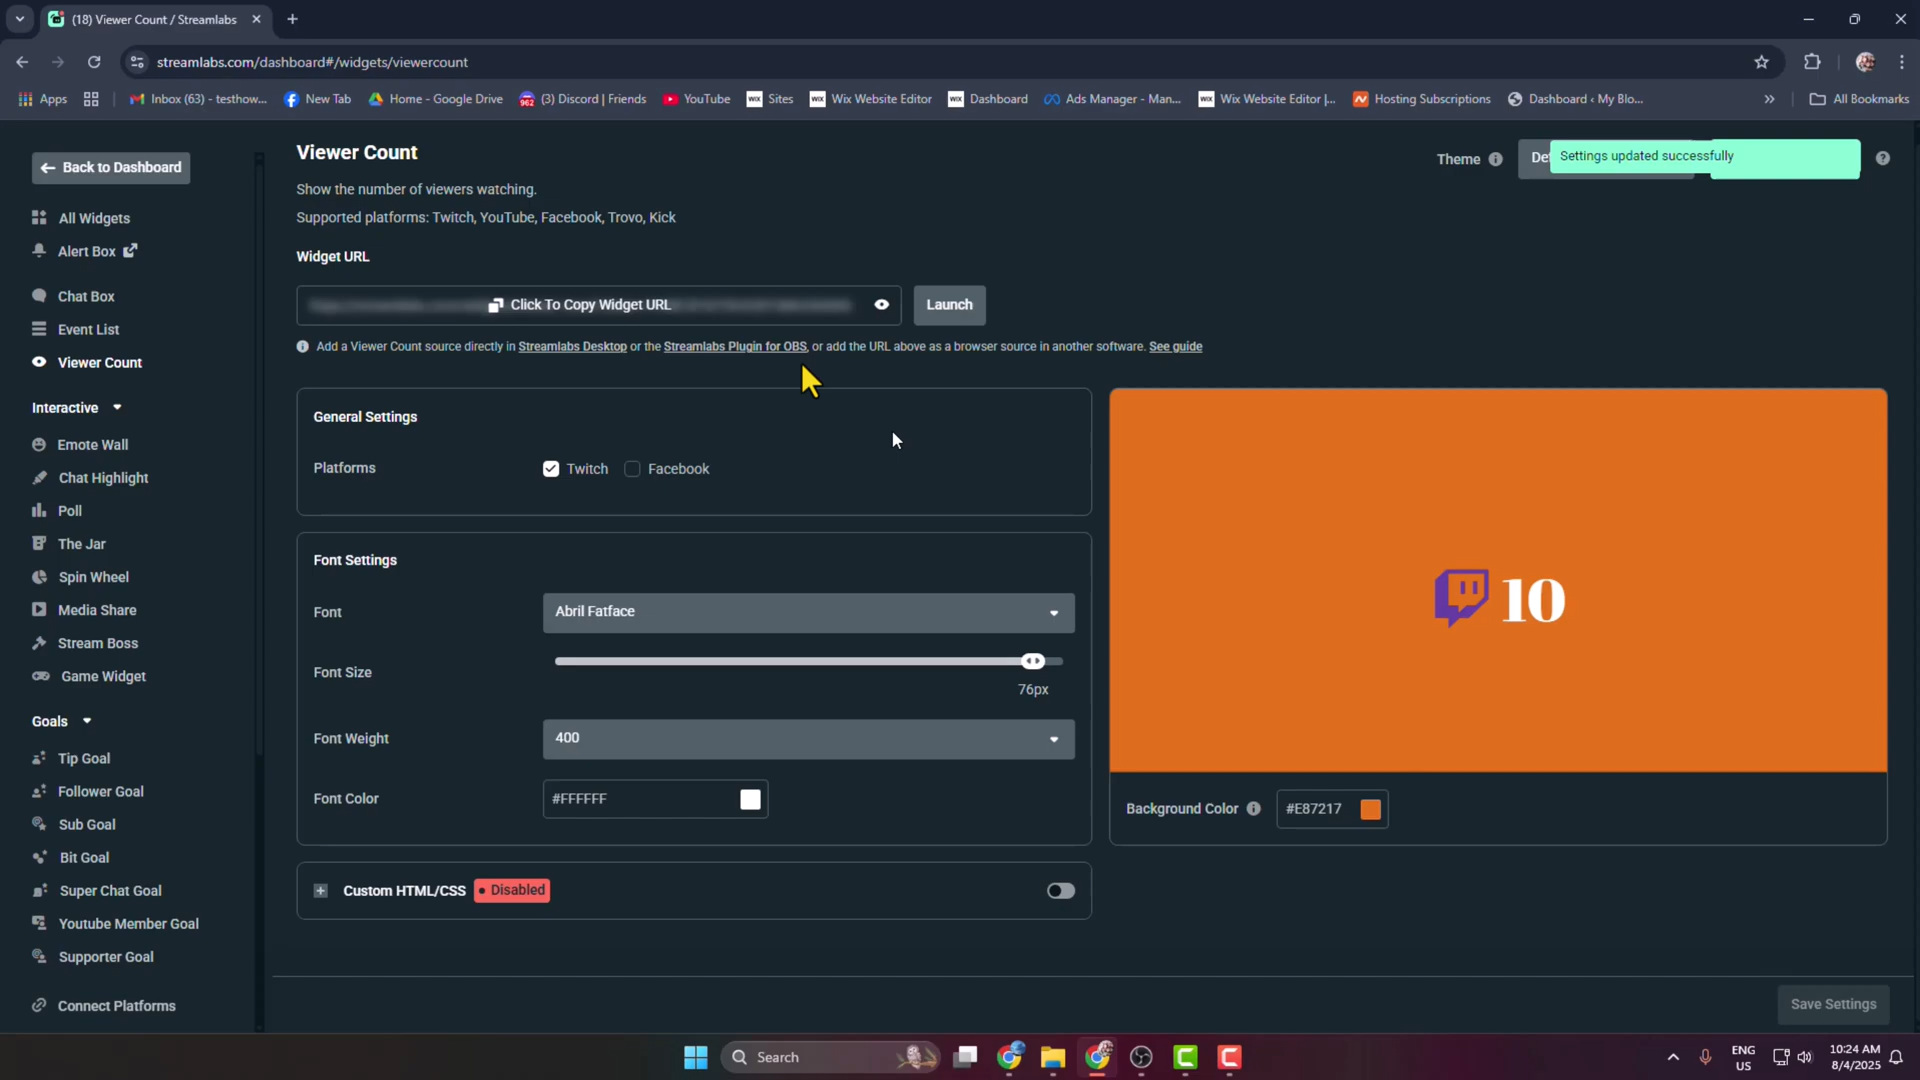 (18) Viewer Count / Streamlabs
streamlabs.com/dashboard#/widgets/viewercount
Apps
Inbox (63) - testhow...
New Tab
Home - Google Drive
962
(3) Discord | Friends
YouTube
WIX Sites
WIX Wix Website Editor
WIX Dashboard
Ads Manager - Man...
WIX Wix Website Editor |...
Hosting Subscriptions
Dashboard ‹ My Blo...
»
All Bookmarks
Back to Dashboard
All Widgets
Alert Box
Chat Box
Event List
Viewer Count
Interactive
Emote Wall
Chat Highlight
Poll
The Jar
Spin Wheel
Media Share
Stream Boss
Game Widget
Goals
Tip Goal
Follower Goal
Sub Goal
Bit Goal
Super Chat Goal
Youtube Member Goal
Supporter Goal
Connect Platforms
Viewer Count
Theme
Settings updated successfully
Show the number of viewers watching.
Supported platforms: Twitch, YouTube, Facebook, Trovo, Kick
Widget URL
Click To Copy Widget URL
Launch
Add a Viewer Count source directly in Streamlabs Desktop or the Streamlabs Plugin for OBS, or add the URL above as a browser source in another software. See guide
General Settings
Platforms
Twitch
Facebook
Font Settings
Font
Abril Fatface
Font Size
76px
Font Weight
400
Font Color
#FFFFFF
Custom HTML/CSS
• Disabled
10
Background Color
#E87217
Save Settings
Search
ENG
US
10:24 AM
8/4/2025